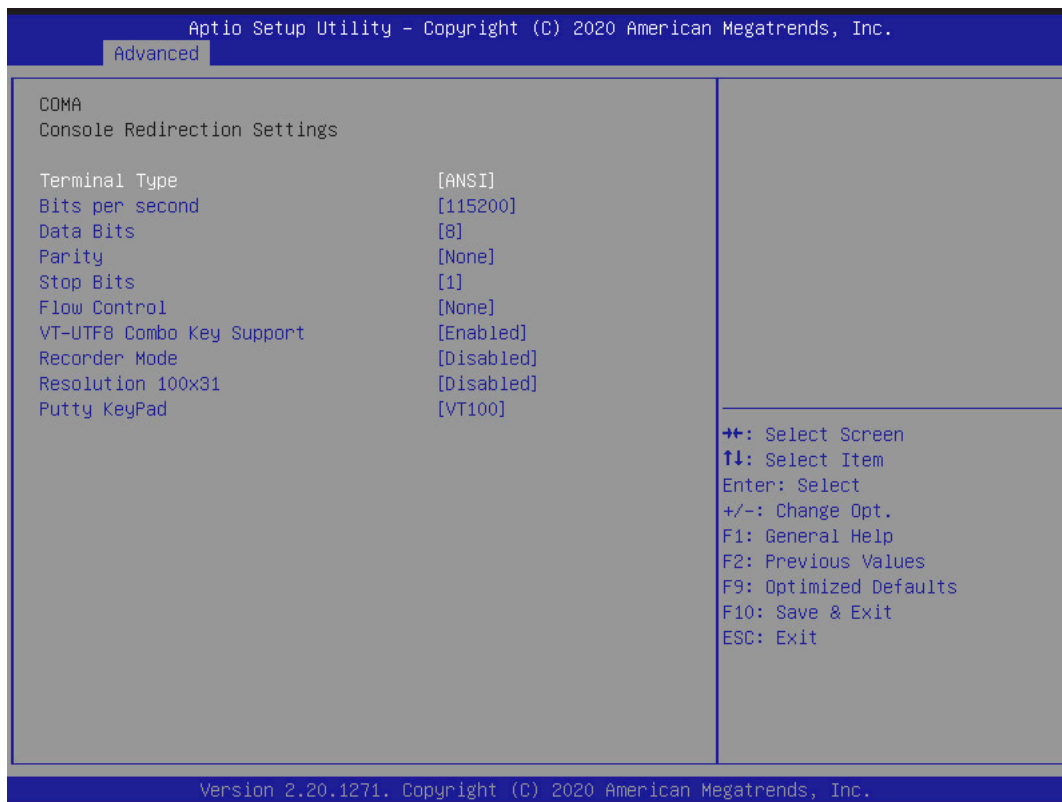 Aptio Setup Utility – Copyright (C) 2020 American Megatrends, Inc.
Advanced
COMA
Console Redirection Settings
Terminal Type [ANSI]
Bits per second [115200]
Data Bits [8]
Parity [None]
Stop Bits [1]
Flow Control [None]
VT-UTF8 Combo Key Support [Enabled]
Recorder Mode [Disabled]
Resolution 100x31 [Disabled]
Putty KeyPad [VT100]
→←: Select Screen
↑↓: Select Item
Enter: Select
+/-: Change Opt.
F1: General Help
F2: Previous Values
F9: Optimized Defaults
F10: Save & Exit
ESC: Exit
Version 2.20.1271. Copyright (C) 2020 American Megatrends, Inc.